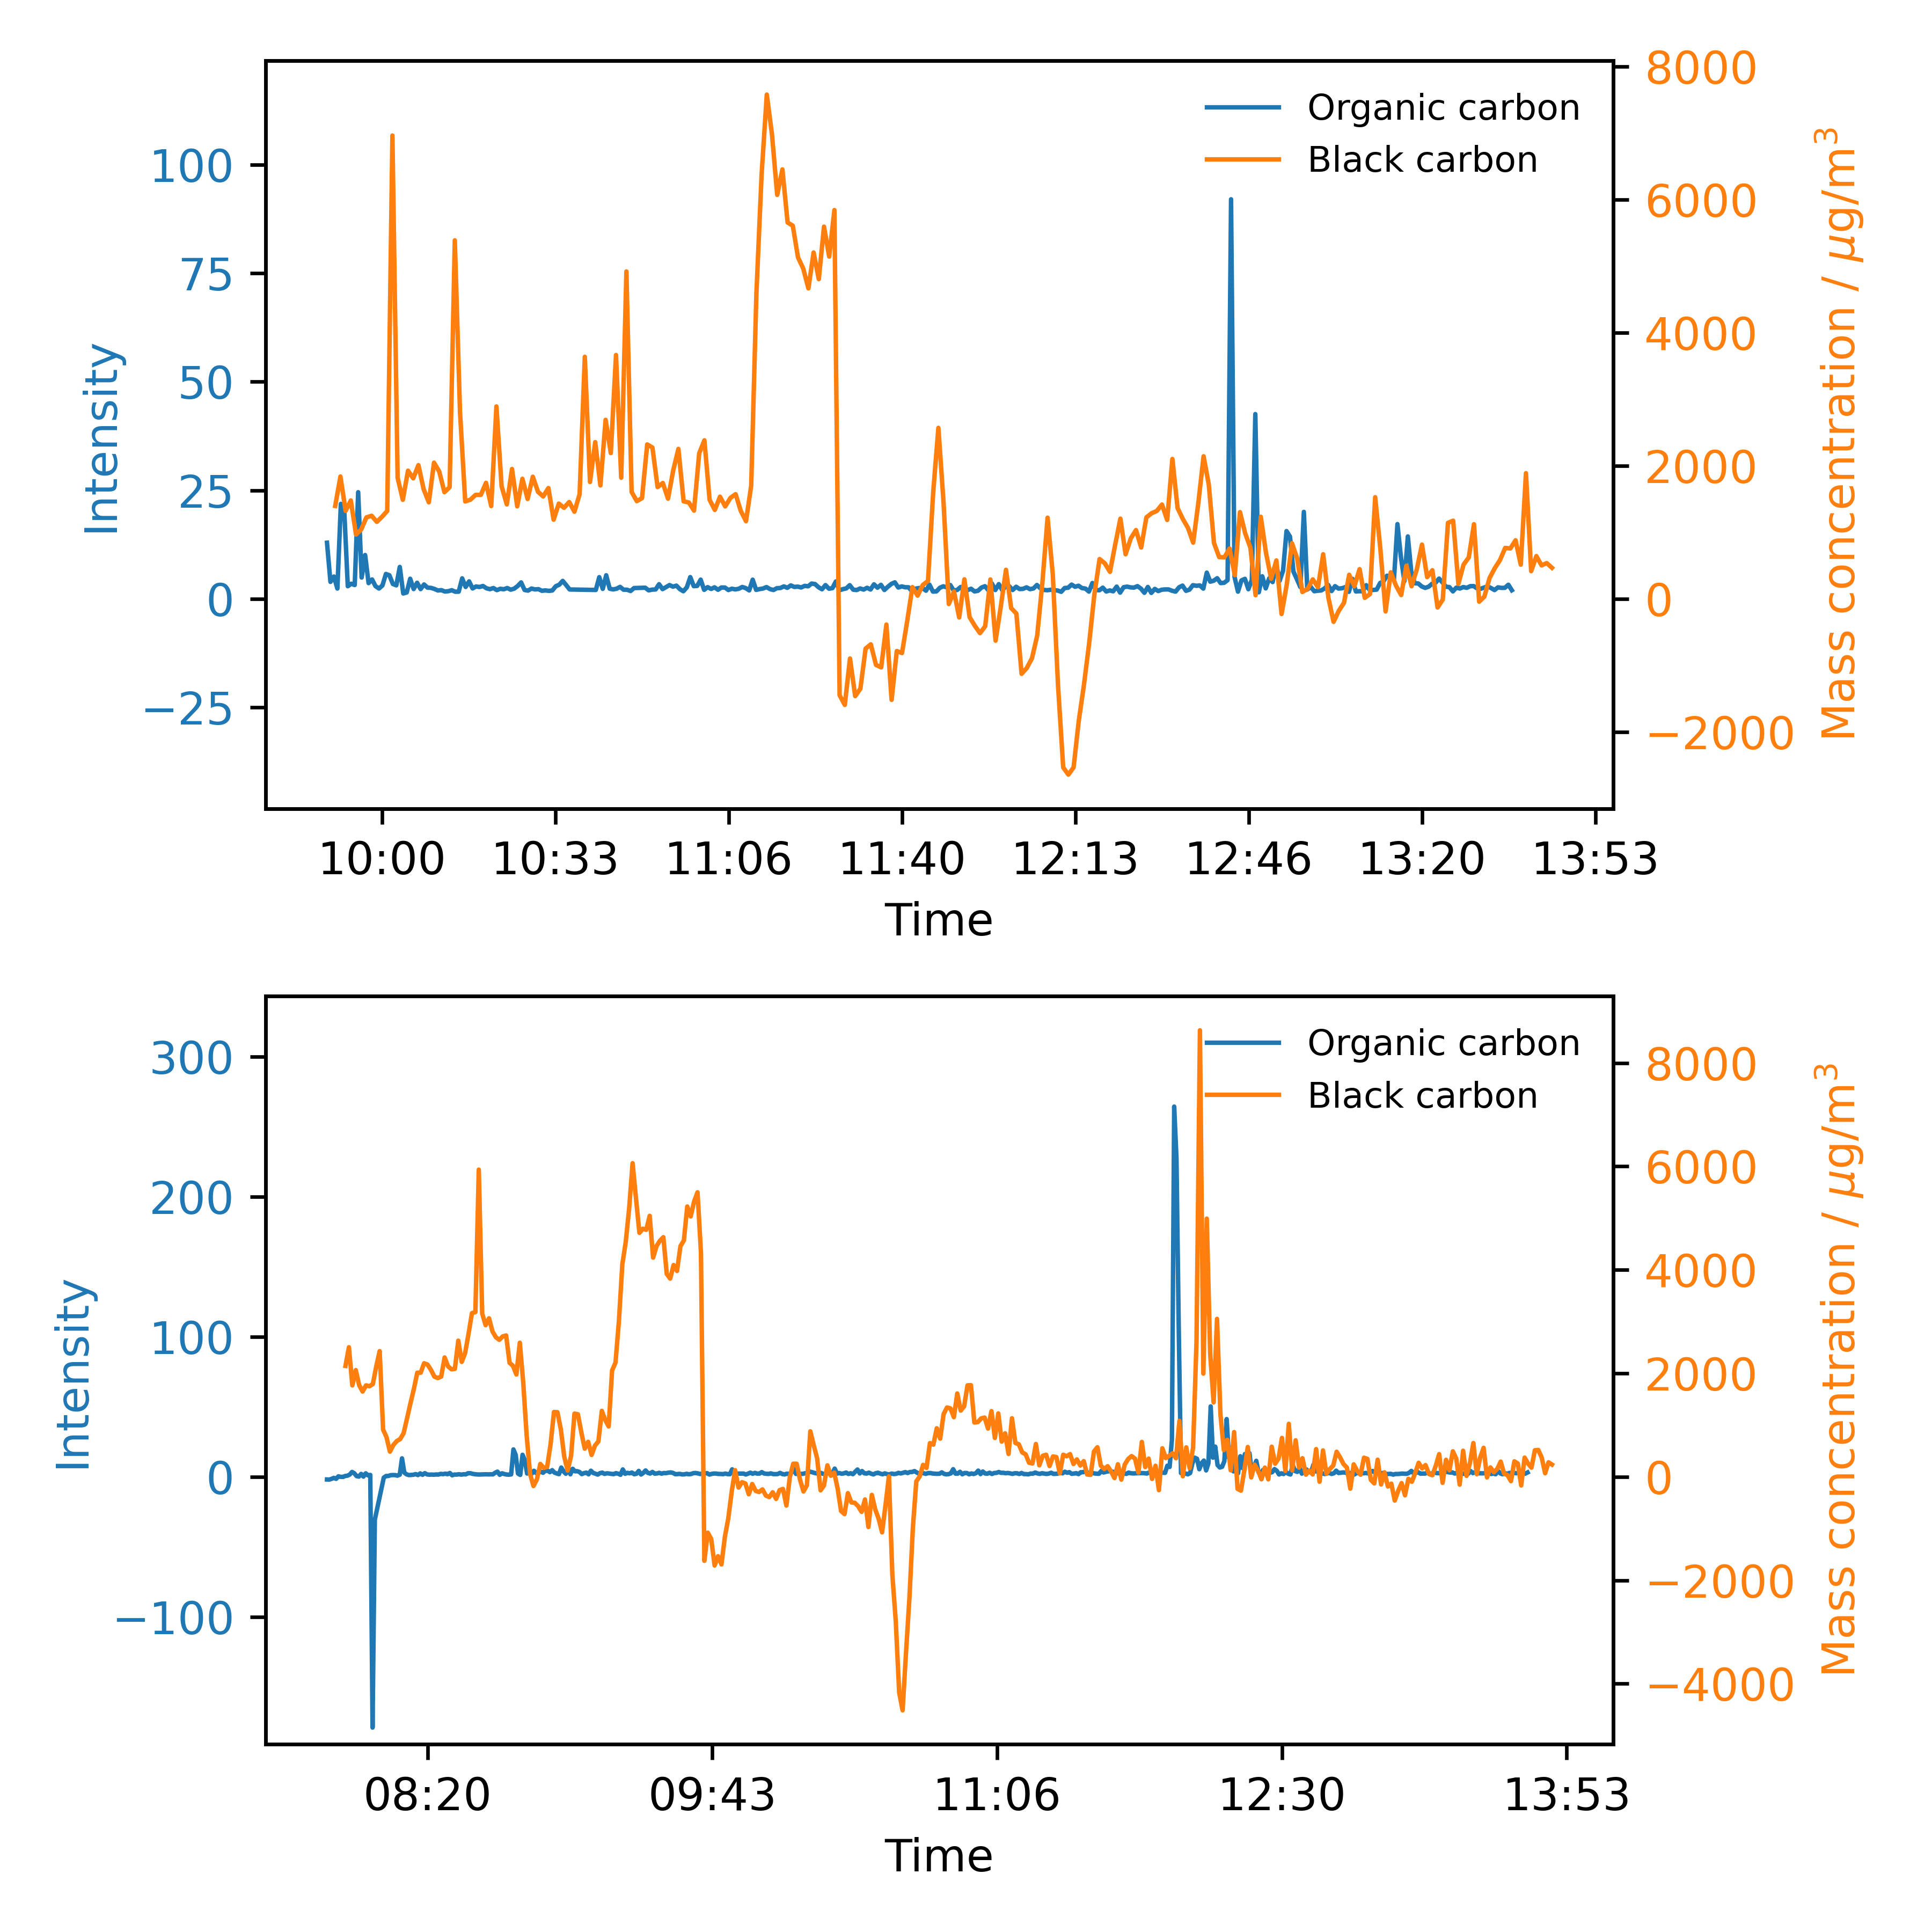 Organic carbon
Black carbon
Intensity
100
75
50
25
0
−25
8000
6000
4000
2000
0
−2000
Mass concentration / μg/m³
10:00 10:33 11:06 11:40 12:13 12:46 13:20 13:53
Time
Organic carbon
Black carbon
Intensity
300
200
100
0
−100
8000
6000
4000
2000
0
−2000
−4000
Mass concentration / μg/m³
08:20 09:43 11:06 12:30 13:53
Time